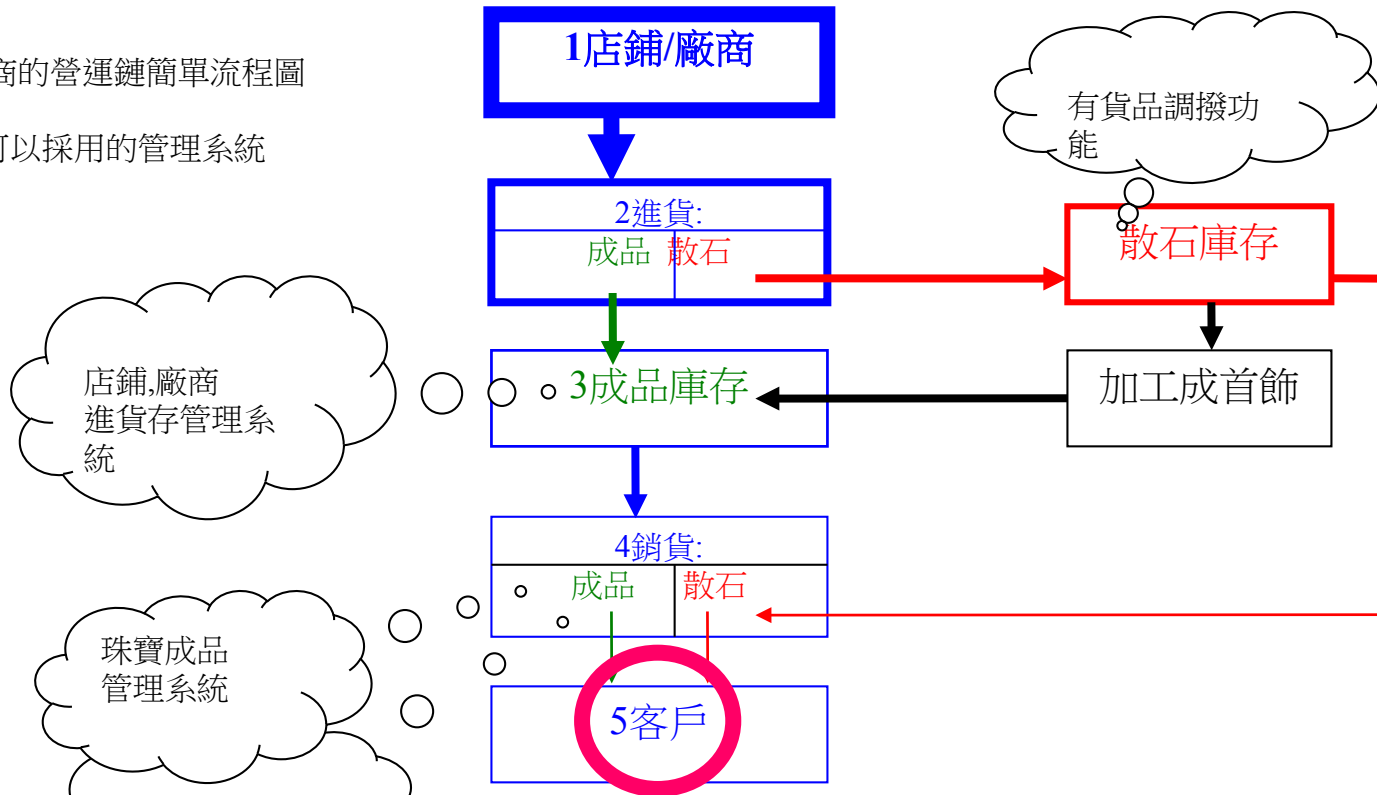 商的營運鏈簡單流程圖
可以採用的管理系統
1店鋪/廠商
有貨品調撥功
能
2進貨:
成品 散石
散石庫存
店鋪,廠商
進貨存管理系
統
3成品庫存
加工成首飾
4銷貨:
成品 散石
珠寶成品
管理系統
5客戶